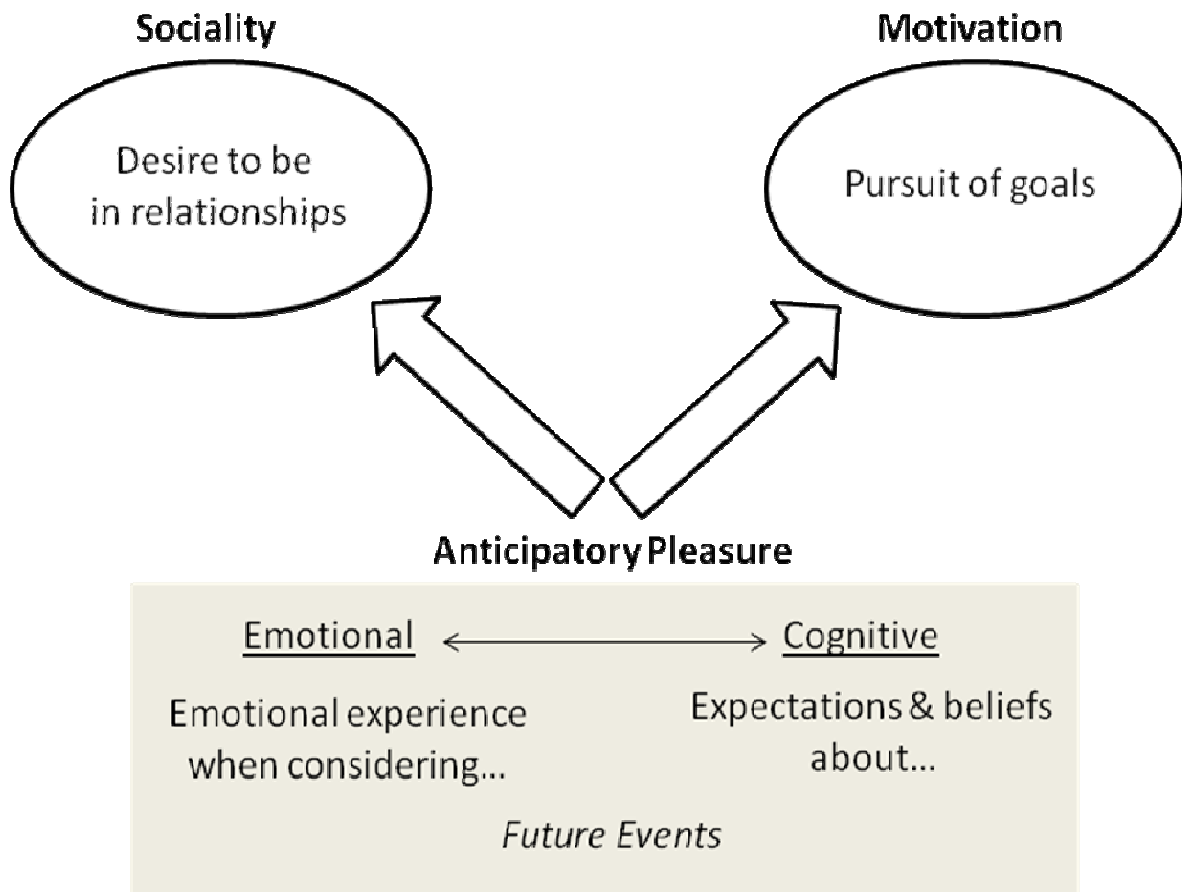 Sociality
Motivation
Desire to be
in relationships
Pursuit of goals
Anticipatory Pleasure
Emotional
Cognitive
Emotional experience
when considering...
Expectations & beliefs
about...
Future Events